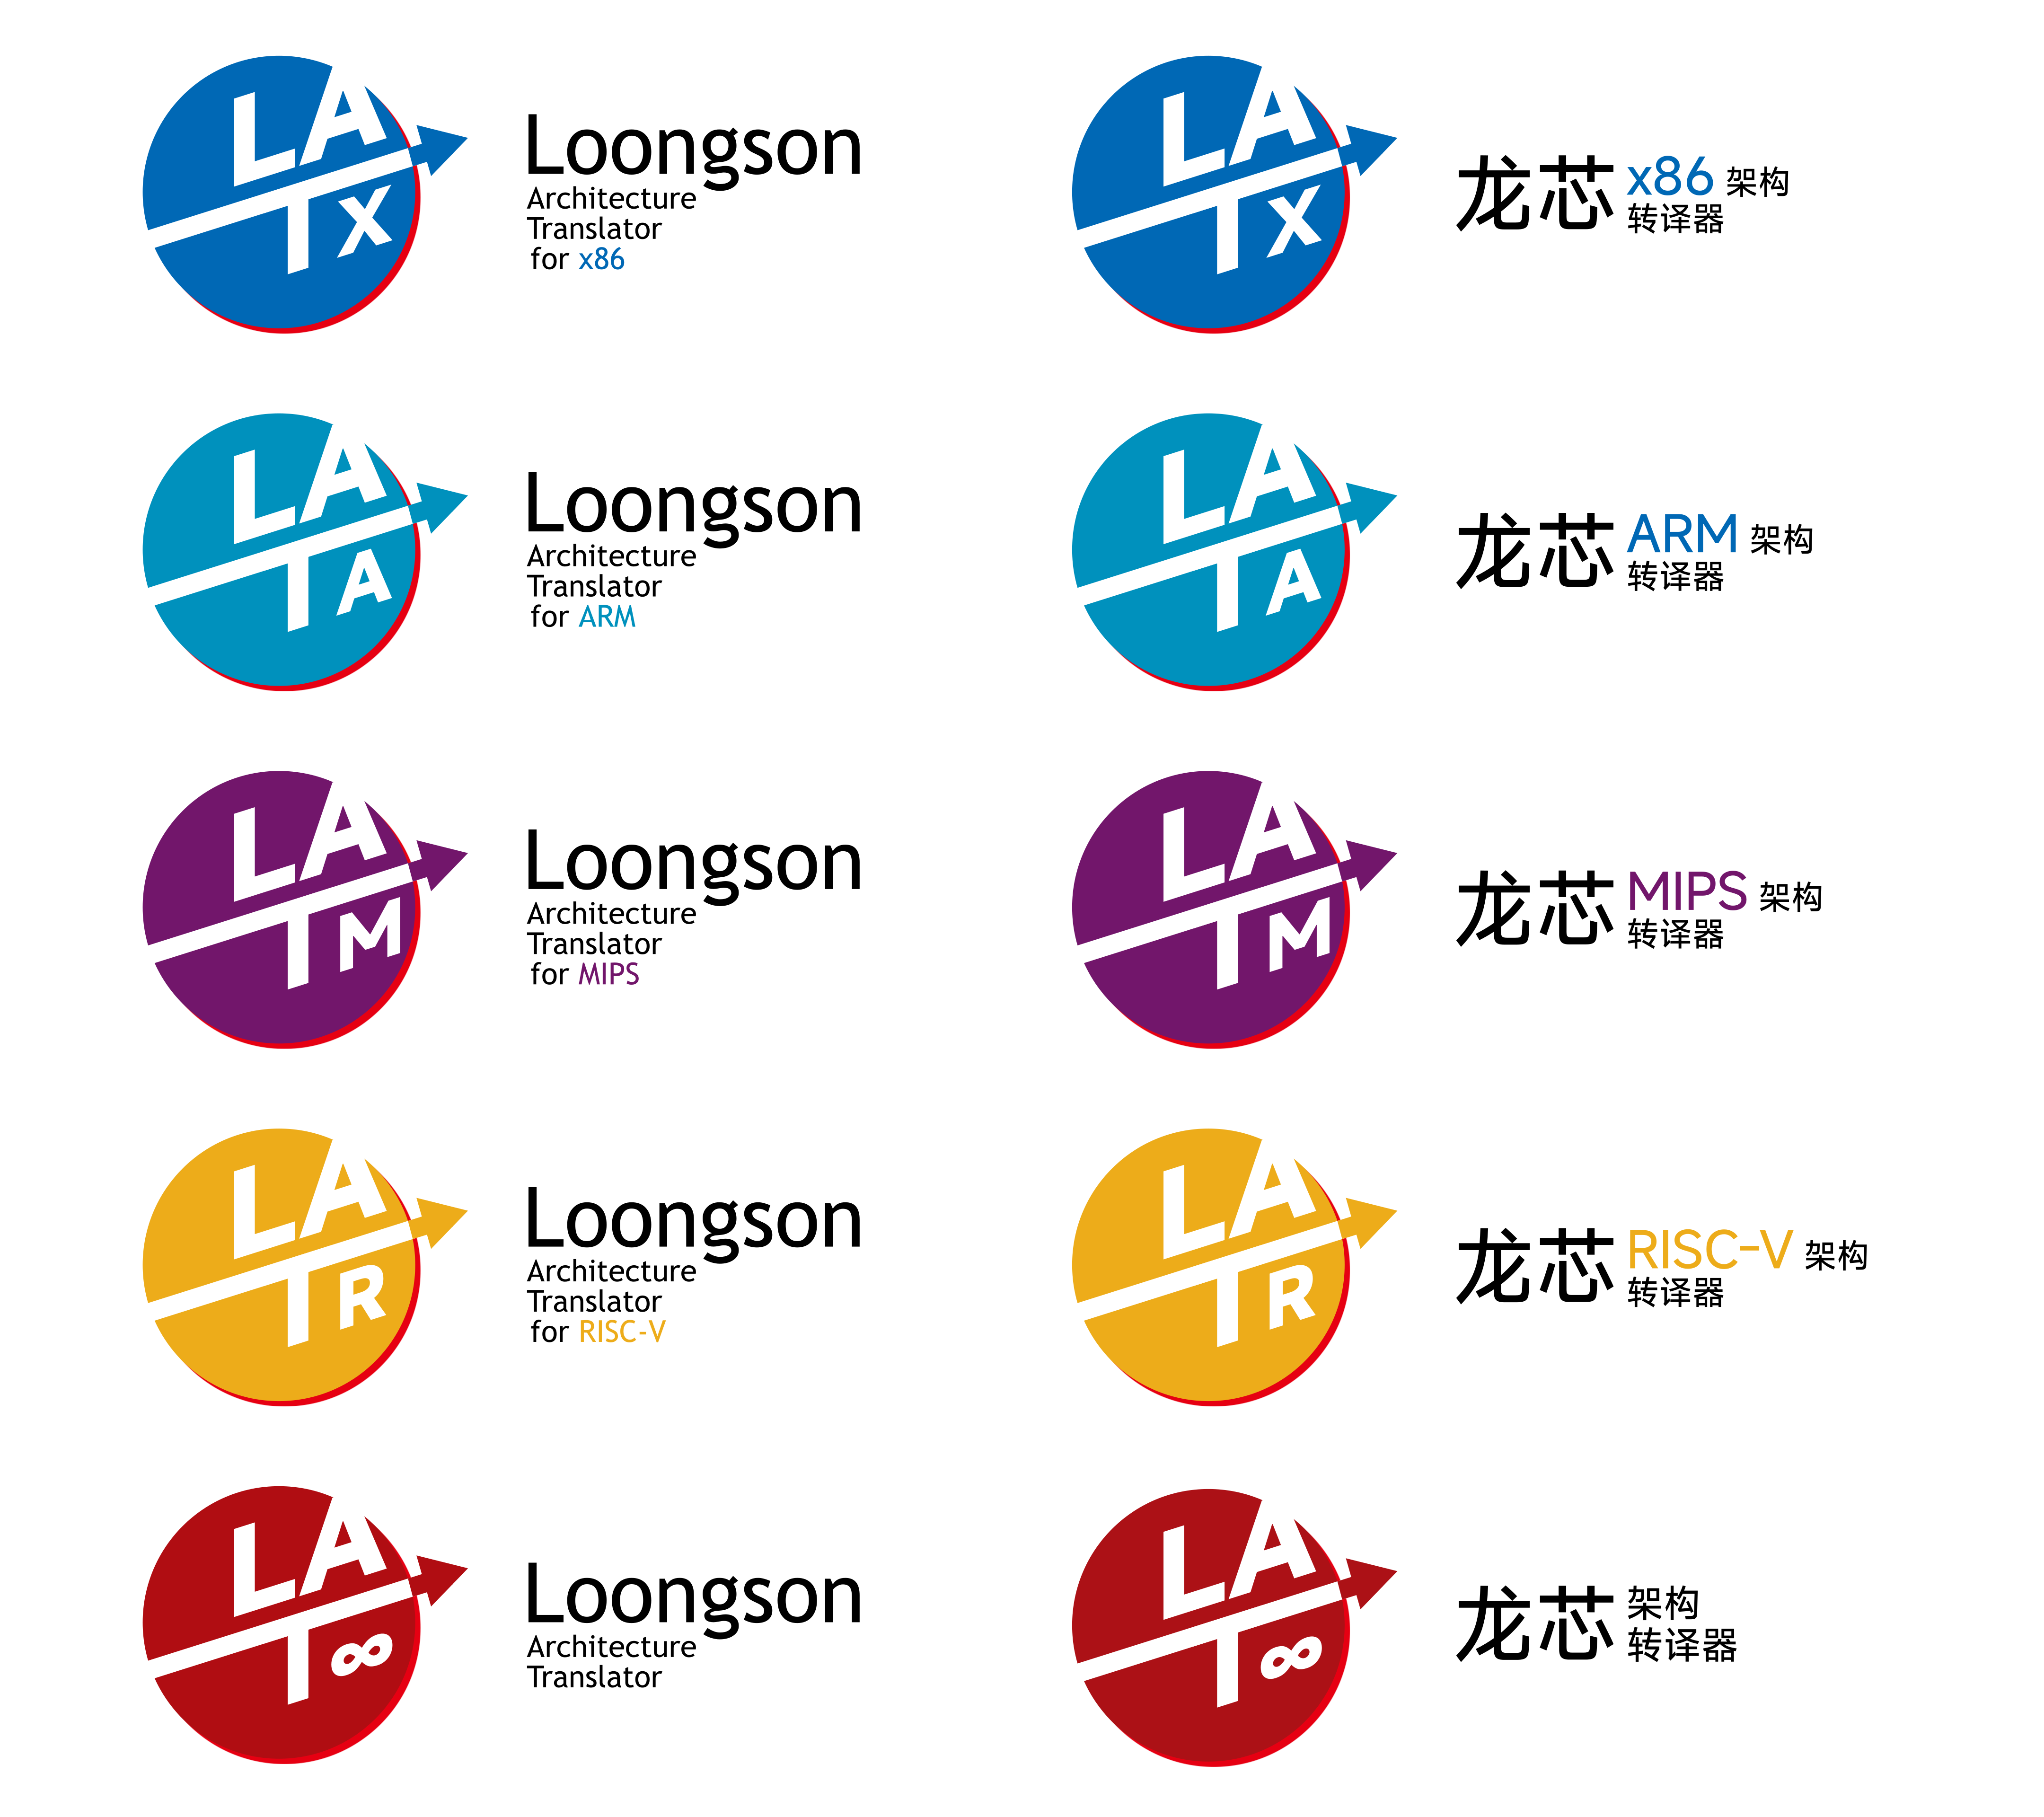 LA
TX
Loongson
Architecture
Translator
for x86
LA
TX
龙芯 x86 架构
转译器
LA
TA
Loongson
Architecture
Translator
for ARM
LA
TA
龙芯 ARM 架构
转译器
LA
TM
Loongson
Architecture
Translator
for MIPS
LA
TM
龙芯 MIPS 架构
转译器
LA
TR
Loongson
Architecture
Translator
for RISC-V
LA
TR
龙芯 RISC-V 架构
转译器
LA
T∞
Loongson
Architecture
Translator
LA
T∞
龙芯 架构
转译器